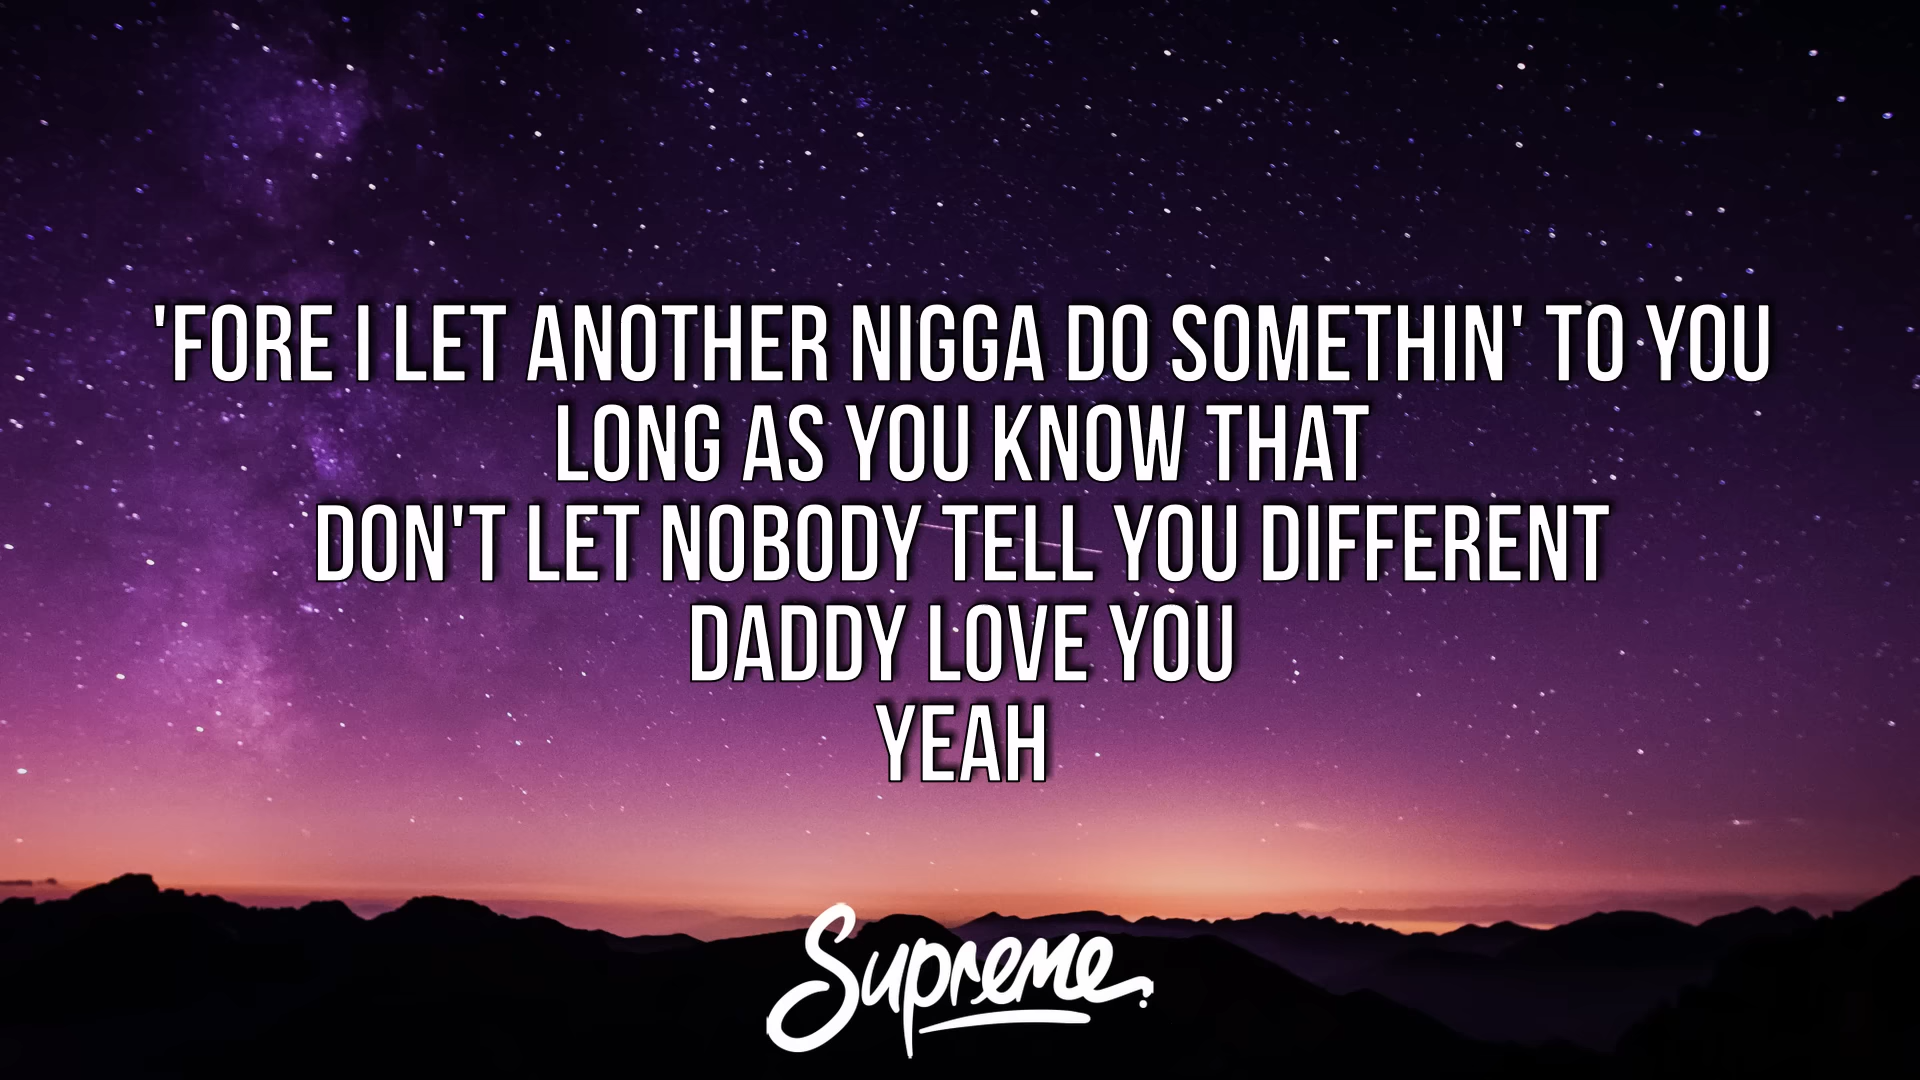 'FORE I LET ANOTHER NIGGA DO SOMETHIN' TO YOU
LONG AS YOU KNOW THAT
DON'T LET NOBODY TELL YOU DIFFERENT
DADDY LOVE YOU
YEAH
Supreme